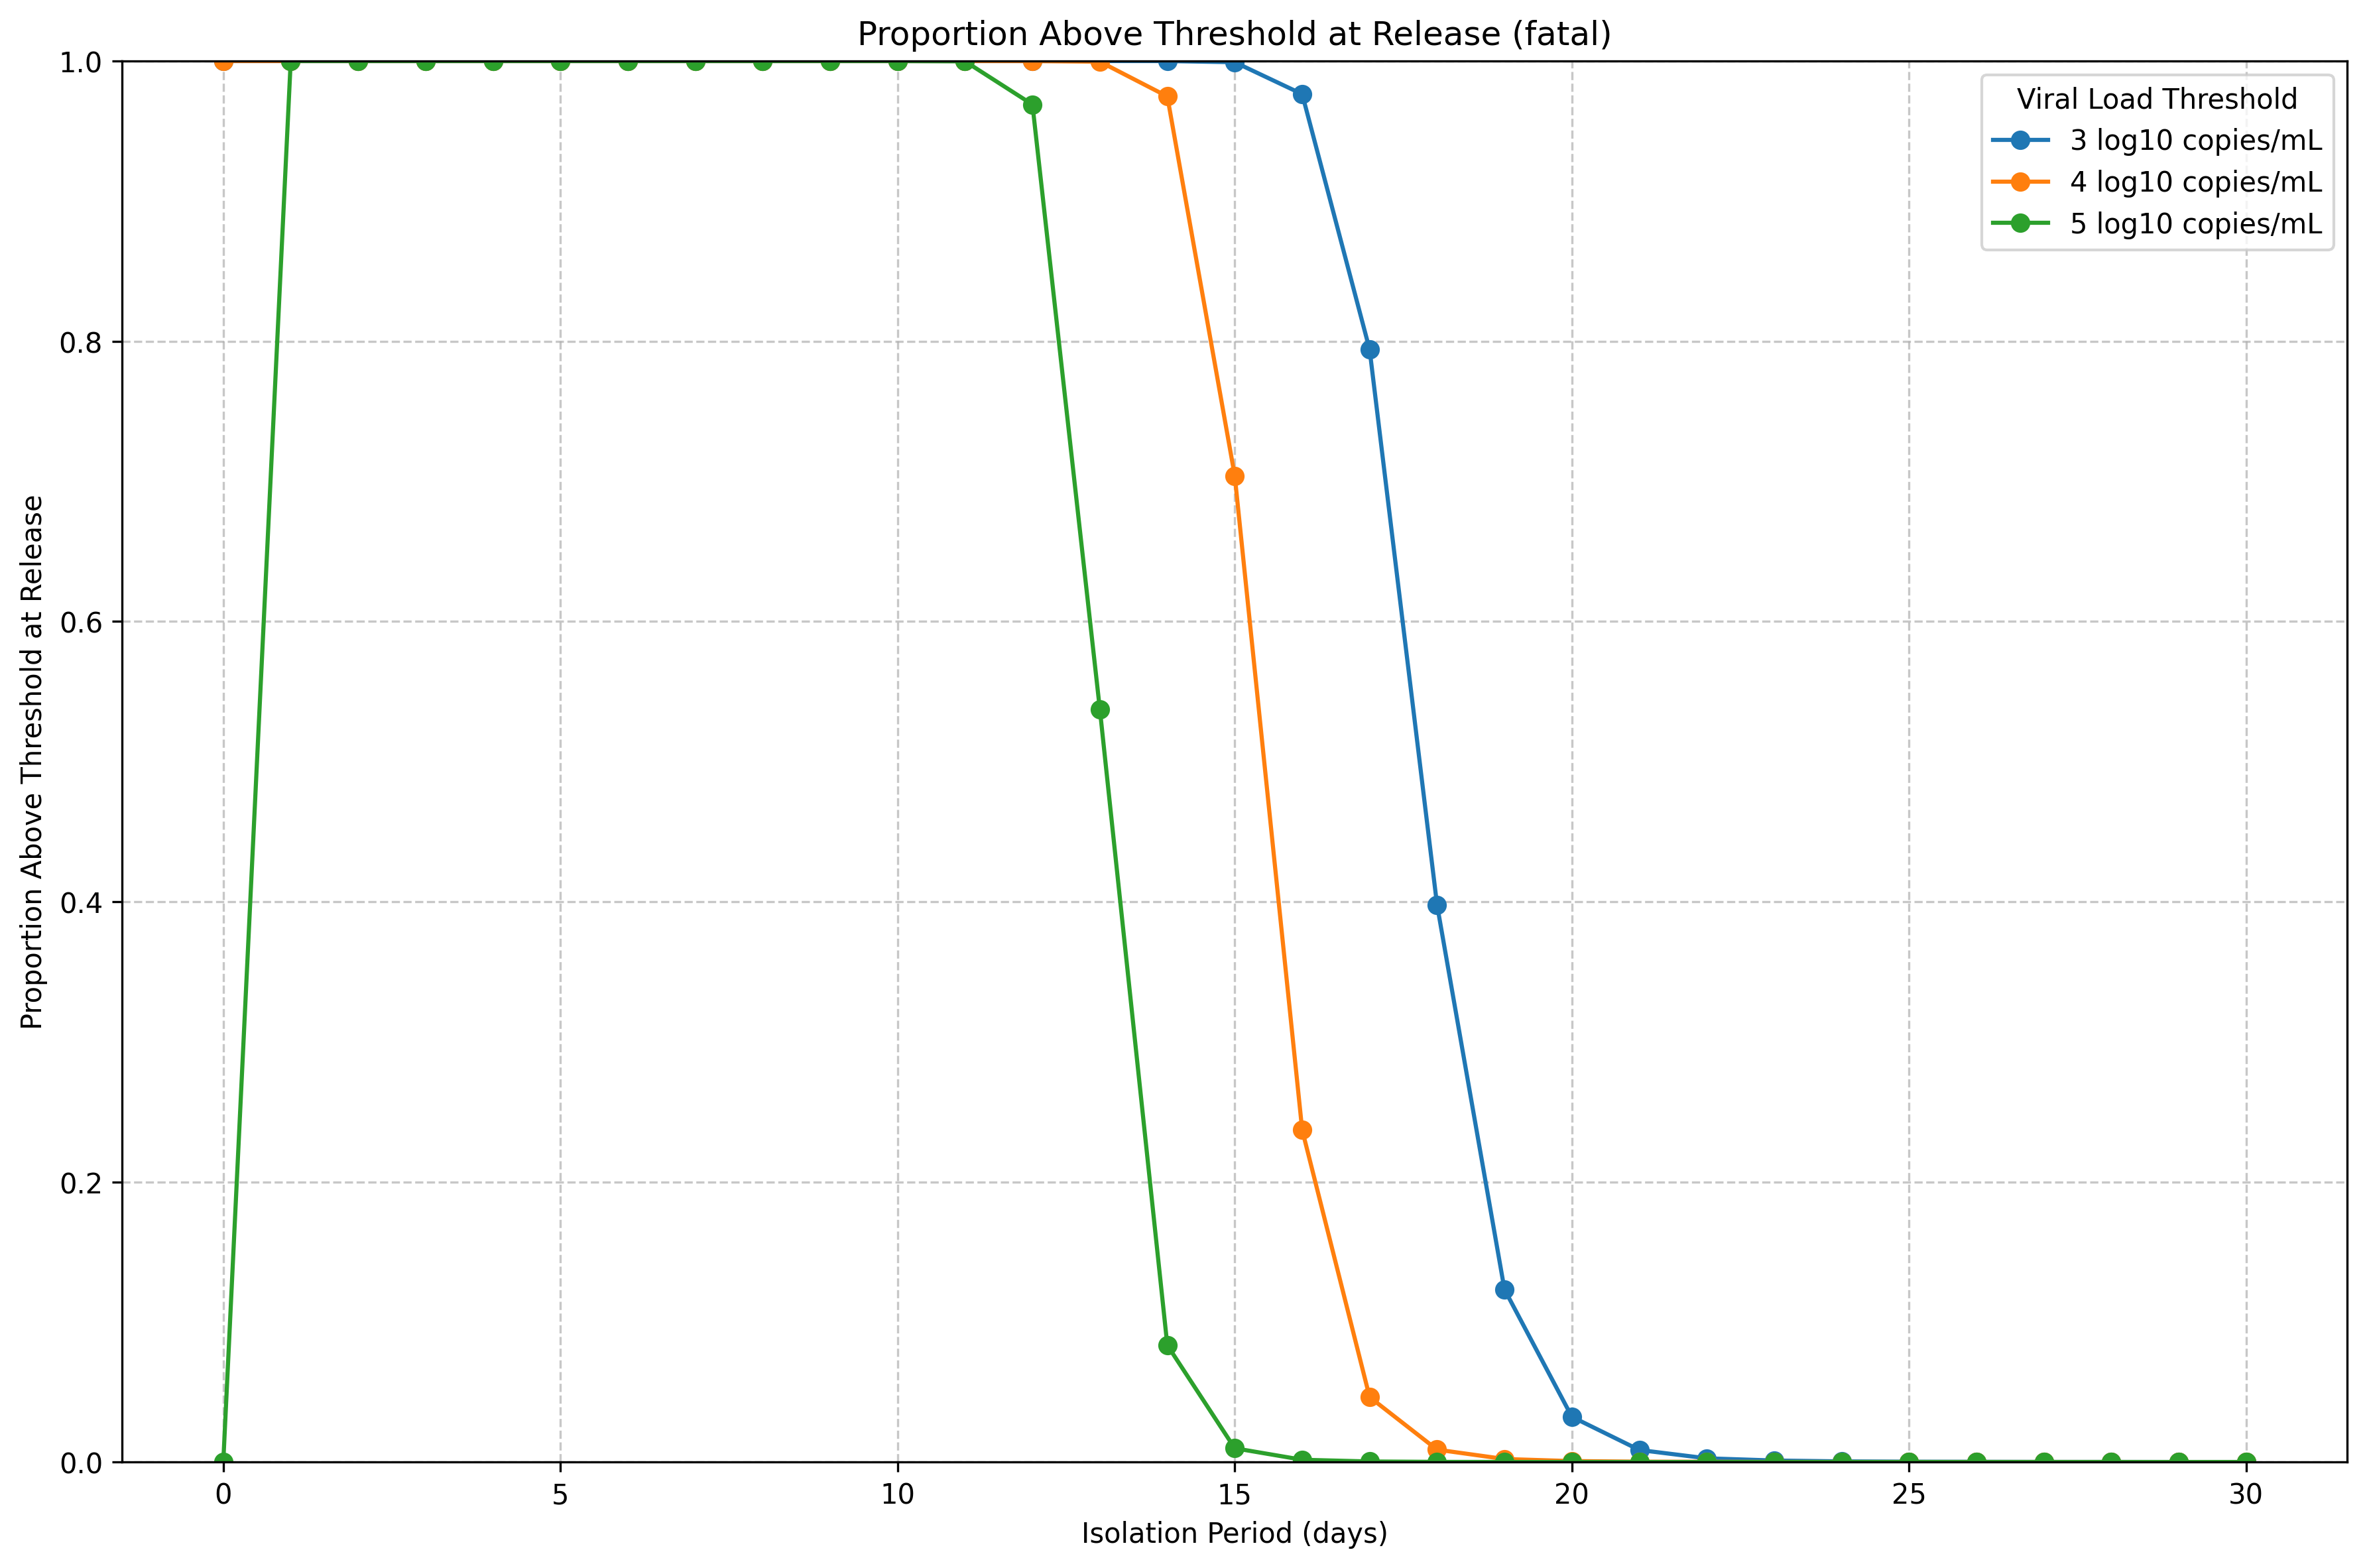 Proportion Above Threshold at Release (fatal)
Proportion Above Threshold at Release
1.0
0.8
0.6
0.4
0.2
0.0
Viral Load Threshold
3 log10 copies/mL
4 log10 copies/mL
5 log10 copies/mL
0 5 10 15 20 25 30
Isolation Period (days)